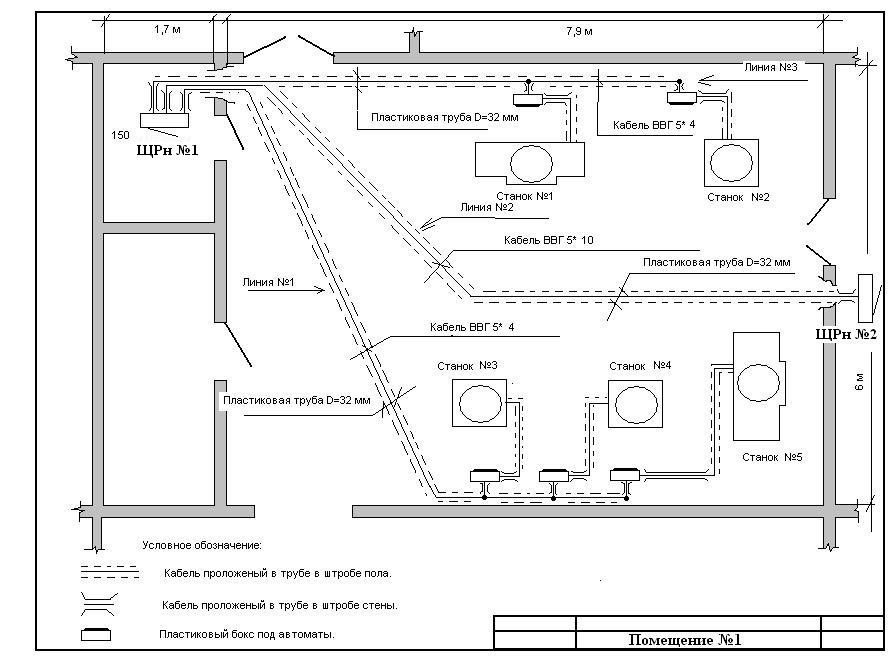 1,7 м
7,9 м
Линия №3
Пластиковая труба D=32 мм
Кабель ВВГ 5* 4
150
ЩРн №1
Станок №1
Станок №2
Линия №2
Кабель ВВГ 5* 10
Пластиковая труба D=32 мм
Линия №1
Кабель ВВГ 5* 4
ЩРн №2
Станок №3
Станок №4
6 м
Пластиковая труба D=32 мм
Станок №5
Условное обозначение:
Кабель проложеный в трубе в штробе пола.
Кабель проложеный в трубе в штробе стены.
Пластиковый бокс под автоматы.
Помещение №1